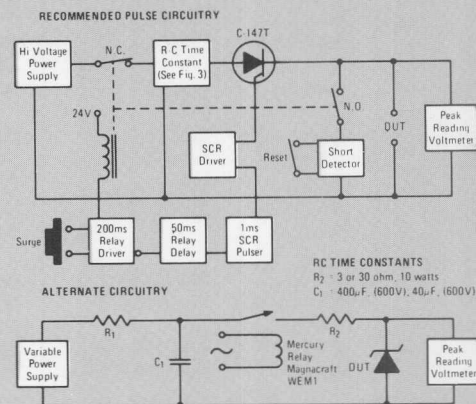 RECOMMENDED PULSE CIRCUITRY
C-147T
Hi Voltage
Power
Supply
N.C.
R-C Time
Constant
(See Fig. 3)
24V
N.O.
DUT
Peak
Reading
Voltmeter
SCR
Driver
Reset
Short
Detector
Surge
200ms
Relay
Driver
50ms
Relay
Delay
1ms
SCR
Pulser
RC TIME CONSTANTS
R2 = 3 or 30 ohm, 10 watts
C1 = 400µF, (600V), 40µF, (600V)
ALTERNATE CIRCUITRY
Variable
Power
Supply
R1
C1
Mercury
Relay
Magnacraft
WEM1
R2
DUT
Peak
Reading
Voltmeter